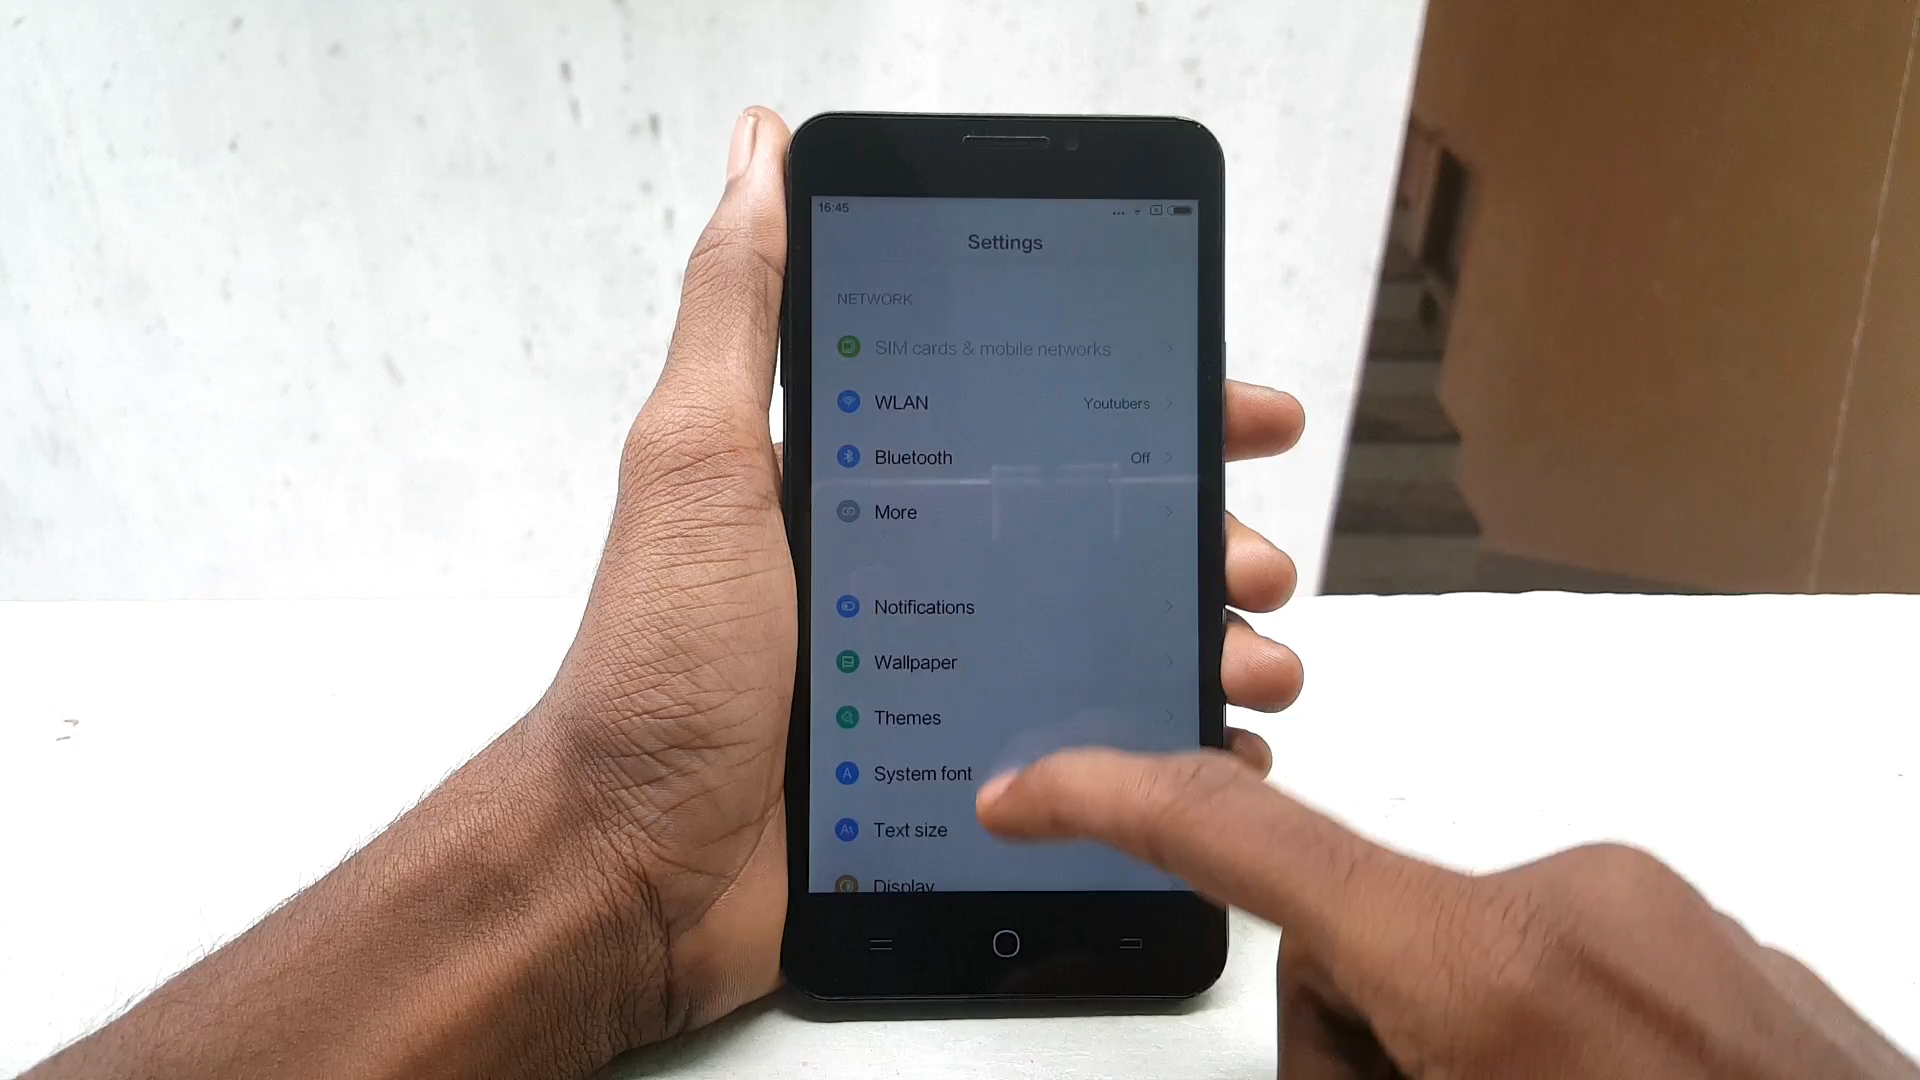 16:45
Settings
NETWORK
SIM cards & mobile networks
WLAN Youtubers
Bluetooth Off
More
Notifications
Wallpaper
Themes
System font
Text size
Display